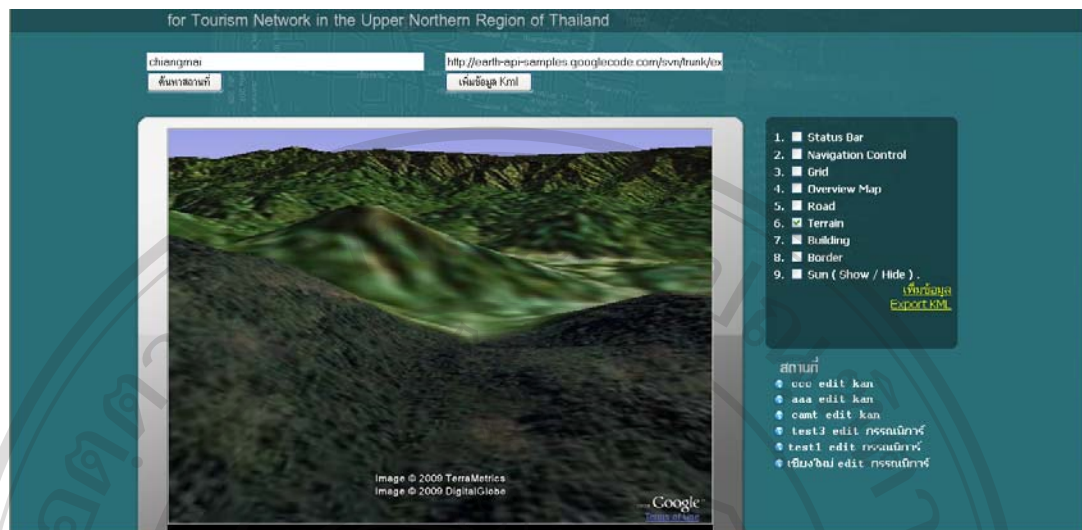 for Tourism Network in the Upper Northern Region of Thailand
chiangmai
http://earth-api-samples.googlecode.com/svn/trunk/ex
ค้นหาสถานที่
เพิ่มข้อมูล Kml
1. Status Bar
2. Navigation Control
3. Grid
4. Overview Map
5. Road
6. Terrain
7. Building
8. Border
9. Sun ( Show / Hide ) .
เพิ่มข้อมูล
Export KML
สถานที่
ccc edit kan
aaa edit kan
camt edit kan
test3 edit กรรณิการ์
test1 edit กรรณิการ์
เชียงใหม่ edit กรรณิการ์
Image © 2009 TerraMetrics
Image © 2009 DigitalGlobe
Google
Terms of Use